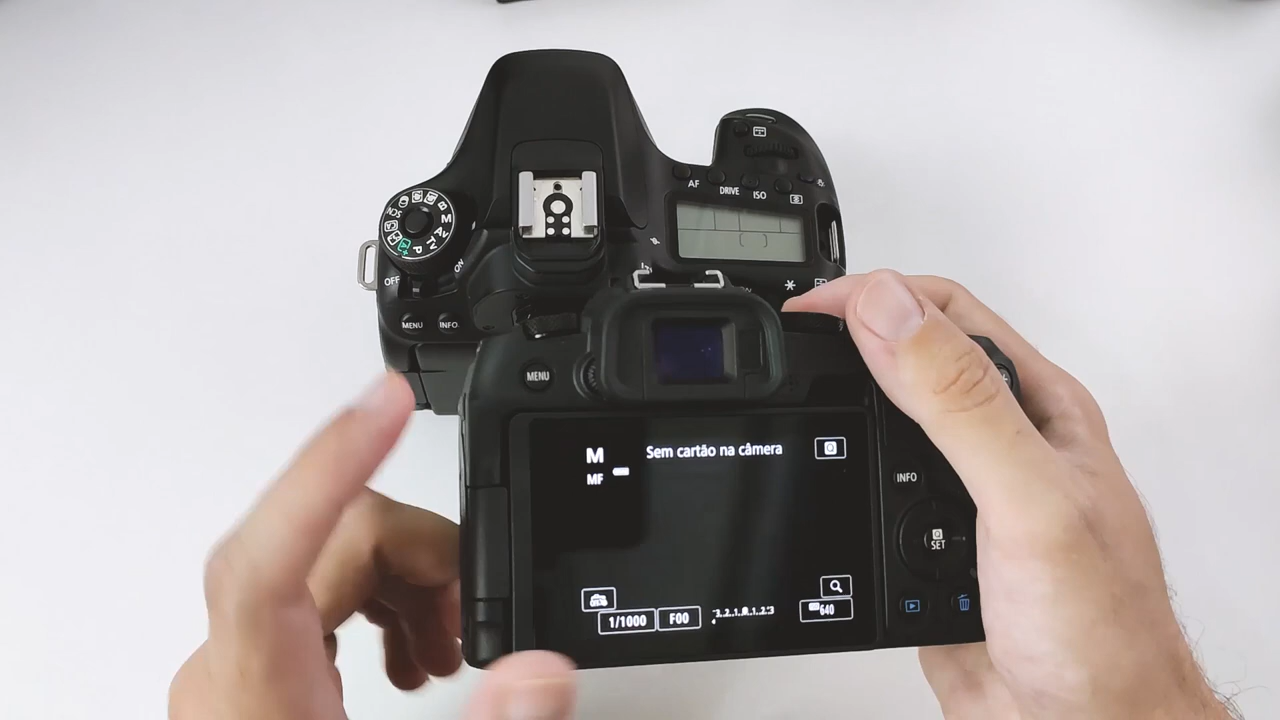 AF
DRIVE
ISO
M
Av
Tv
P
SCN
OFF
ON
MENU
INFO
MENU
M
Sem cartão na câmera
MF
INFO
SET
1/1000
F00
-3..2..1..0..1..2..:3
640